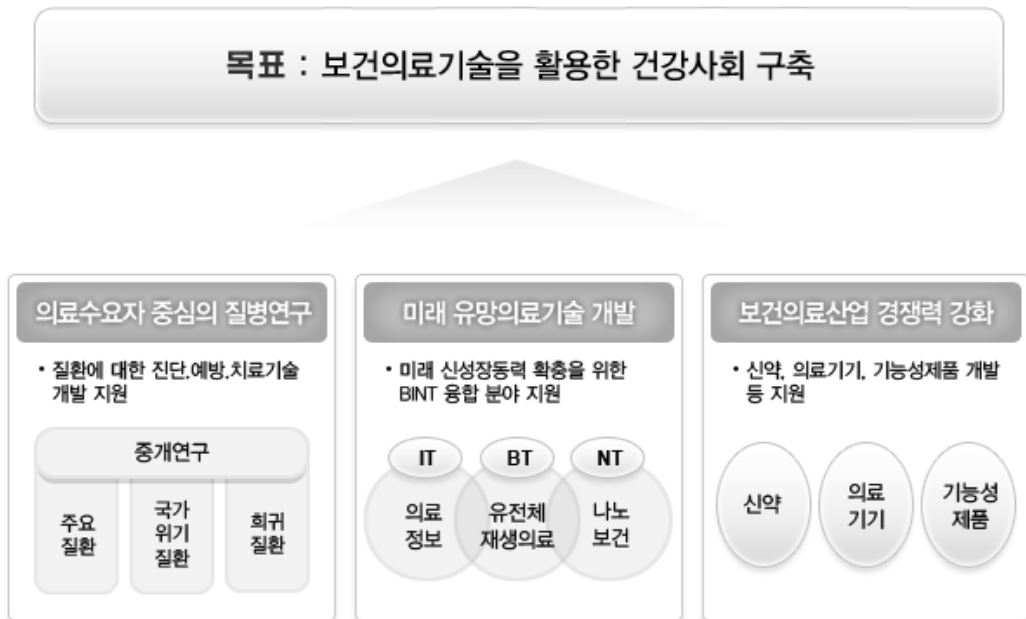 목표 : 보건의료기술을 활용한 건강사회 구축
의료수요자 중심의 질병연구
• 질환에 대한 진단.예방.치료기술
개발 지원
중개연구
주요
질환
국가
위기
질환
희귀
질환
미래 유망의료기술 개발
• 미래 신성장동력 확충을 위한
BINT 융합 분야 지원
IT
BT
NT
의료
정보
유전체
재생의료
나노
보건
보건의료산업 경쟁력 강화
• 신약, 의료기기, 기능성제품 개발
등 지원
신약
의료
기기
기능성
제품